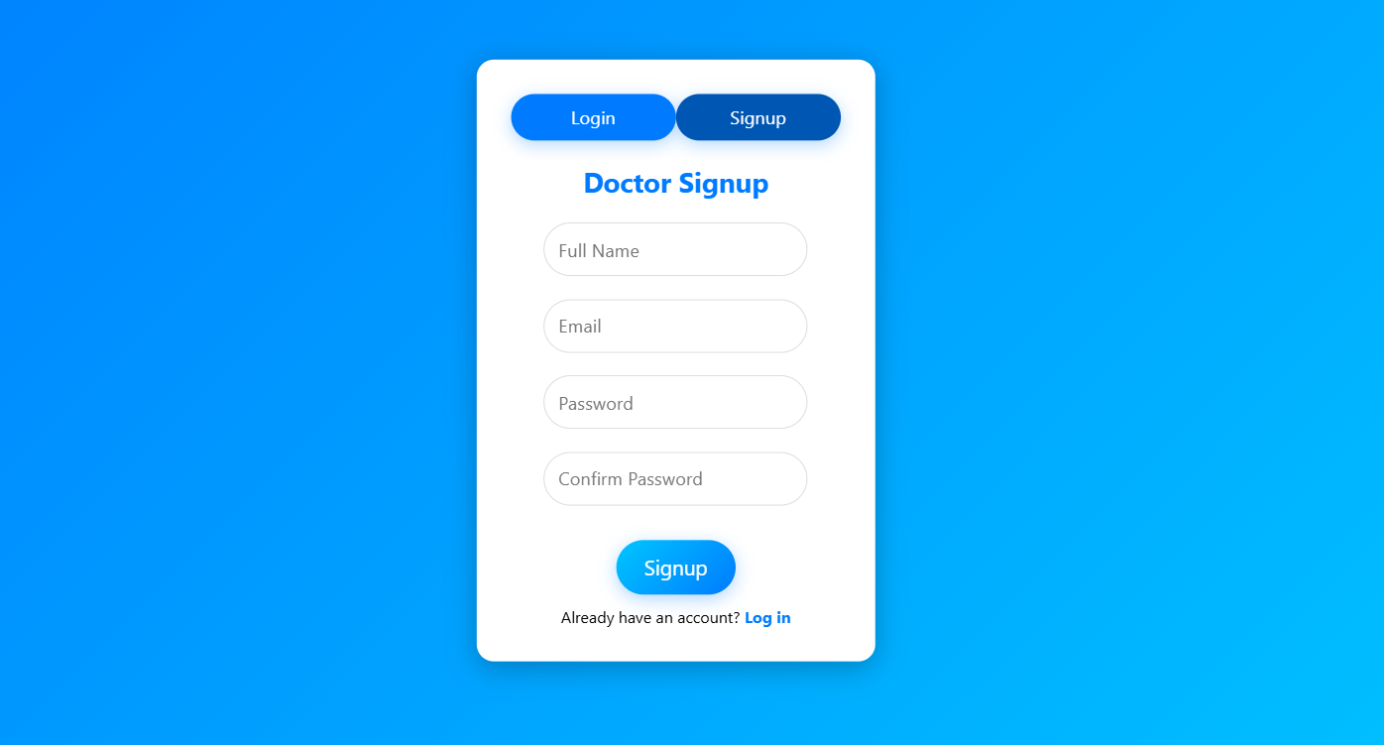 Login Signup
Doctor Signup
Full Name
Email
Password
Confirm Password
Signup
Already have an account? Log in